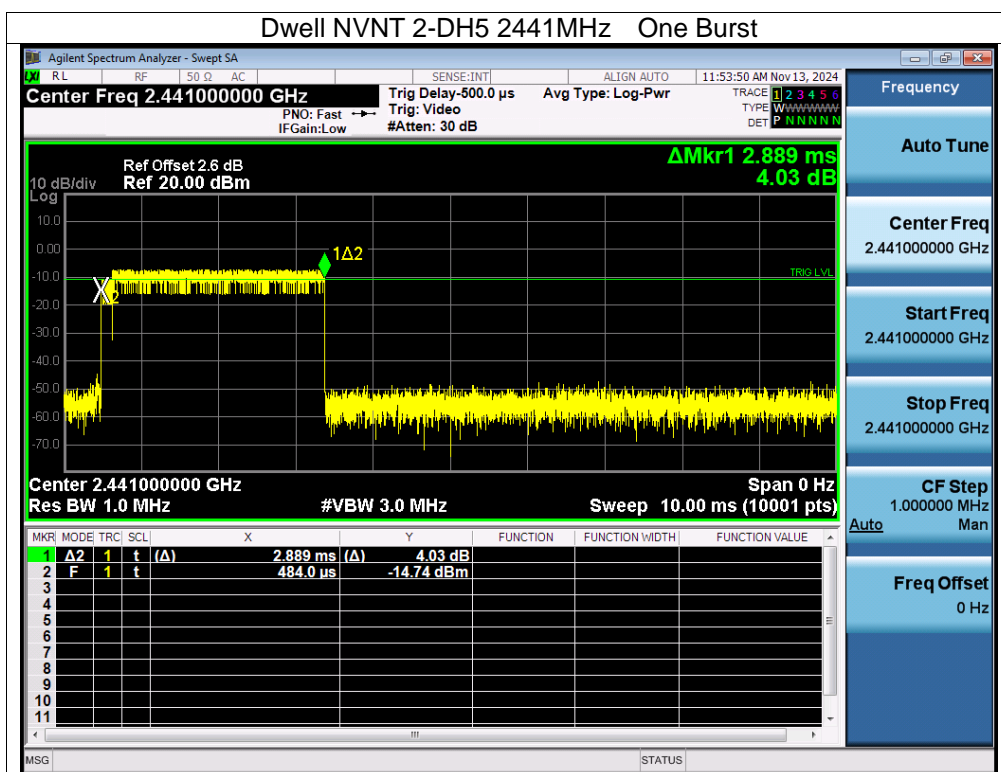 Dwell NVNT 2-DH5 2441MHz One Burst
Agilent Spectrum Analyzer - Swept SA
LXI RL RF 50 Ω AC SENSE:INT ALIGN AUTO 11:53:50 AM Nov 13, 2024
Center Freq 2.441000000 GHz Trig Delay-500.0 µs Avg Type: Log-Pwr TRACE 1 2 3 4 5 6
PNO: Fast Trig: Video TYPE WWWWWW
IFGain:Low #Atten: 30 dB DET P N N N N N
Frequency
Auto Tune
Center Freq
2.441000000 GHz
Start Freq
2.441000000 GHz
Stop Freq
2.441000000 GHz
CF Step
1.000000 MHz
Auto Man
Freq Offset
0 Hz
ΔMkr1 2.889 ms
4.03 dB
Ref Offset 2.6 dB
10 dB/div Ref 20.00 dBm
Log
10.0
0.00
-10.0
-20.0
-30.0
-40.0
-50.0
-60.0
-70.0
1Δ2
TRIG LVL
2
Center 2.441000000 GHz Span 0 Hz
Res BW 1.0 MHz #VBW 3.0 MHz Sweep 10.00 ms (10001 pts)
MKR MODE TRC SCL X Y FUNCTION FUNCTION WIDTH FUNCTION VALUE
1 Δ2 1 t (Δ) 2.889 ms (Δ) 4.03 dB
2 F 1 t 484.0 µs -14.74 dBm
3
4
5
6
7
8
9
10
11
MSG STATUS